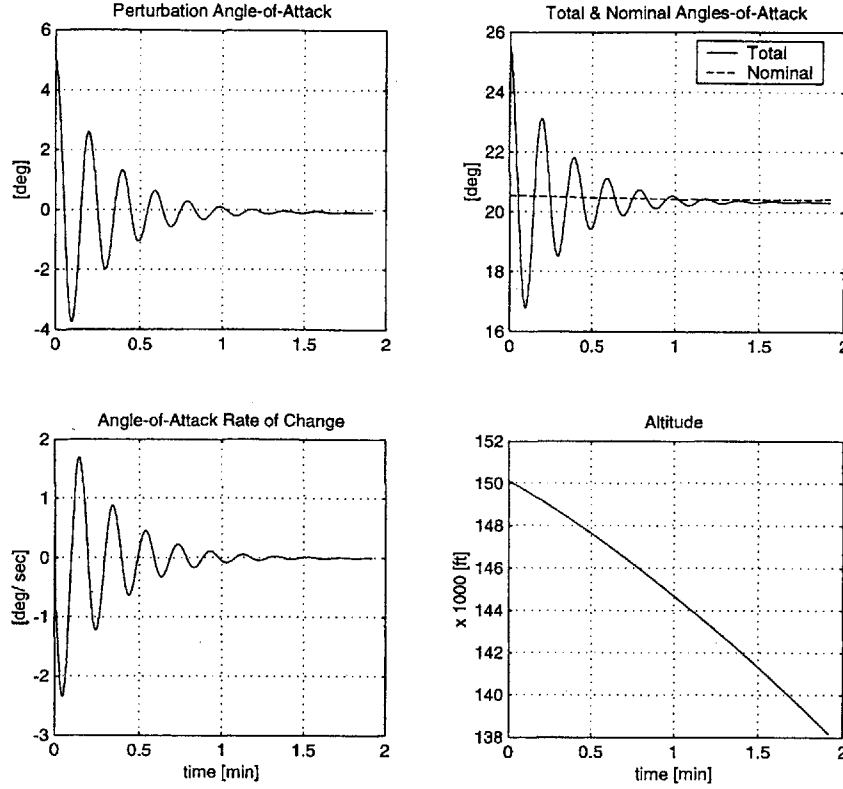 Perturbation Angle-of-Attack
6
4
2
0
-2
-4
[deg]
0 0.5 1 1.5 2
Total & Nominal Angles-of-Attack
Total
Nominal
26
24
22
20
18
16
[deg]
0 0.5 1 1.5 2
Angle-of-Attack Rate of Change
2
1
0
-1
-2
-3
[deg/ sec]
0 0.5 1 1.5 2
time [min]
Altitude
152
150
148
146
144
142
140
138
x 1000 [ft]
0 0.5 1 1.5 2
time [min]